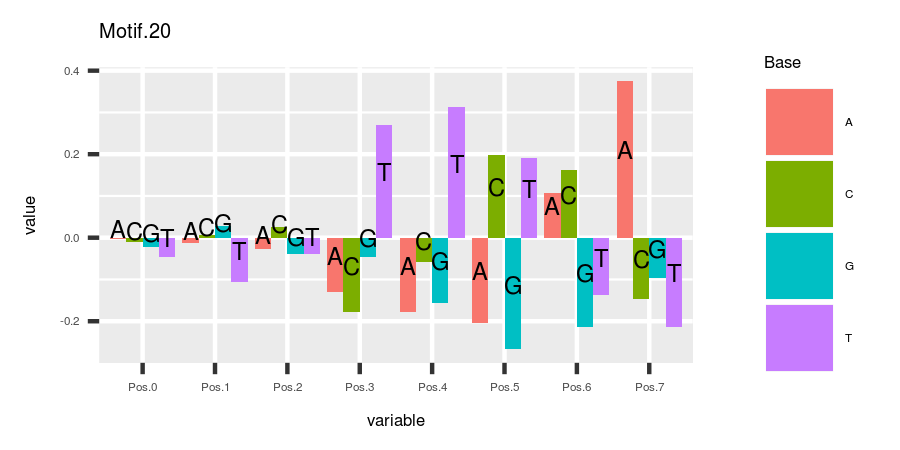 Motif.20
value
0.4
0.2
0.0
-0.2
A C G T A C G T A C G T A C G T A C G T A C G T A C G T A C G T
Pos.0 Pos.1 Pos.2 Pos.3 Pos.4 Pos.5 Pos.6 Pos.7
variable
Base
A
C
G
T